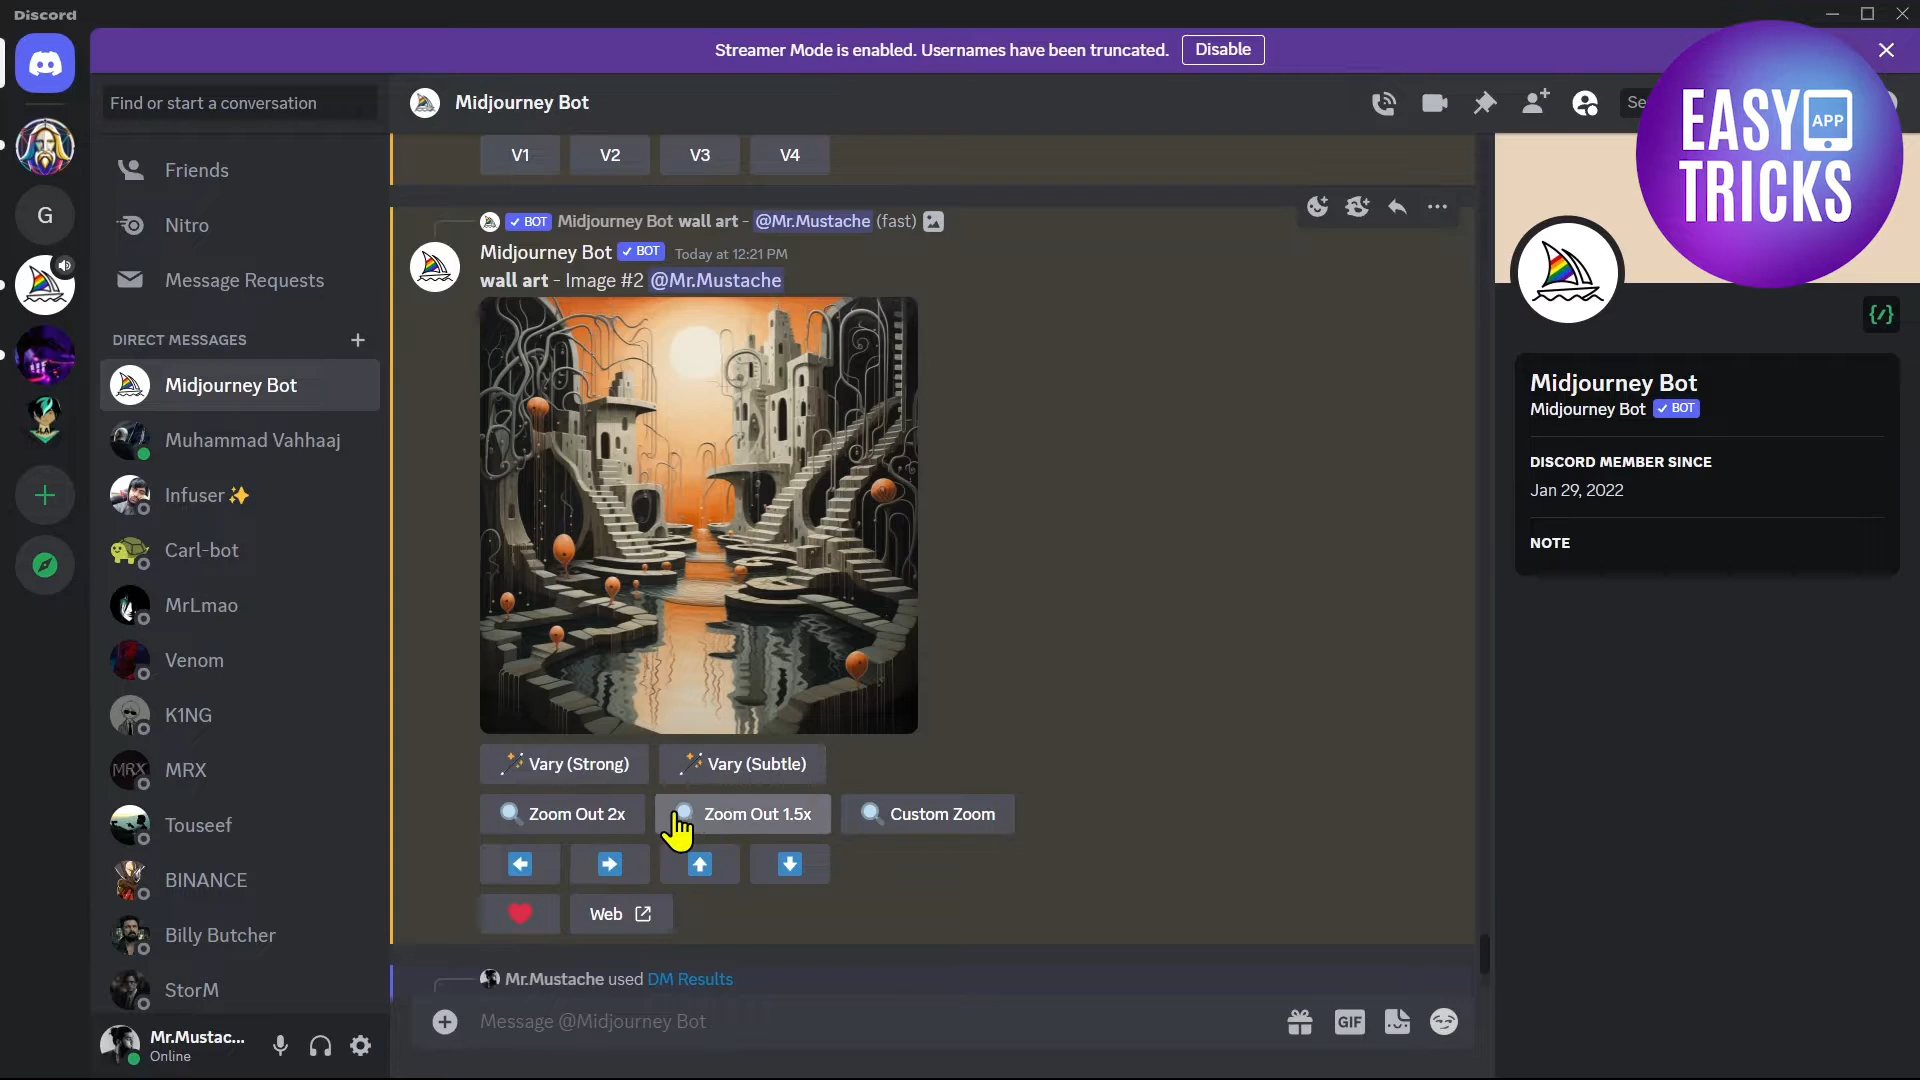 Discord
Streamer Mode is enabled. Usernames have been truncated. Disable
EASY APP
TRICKS
Find or start a conversation
Midjourney Bot
Se
Friends
Nitro
Message Requests
DIRECT MESSAGES
G
Midjourney Bot
Muhammad Vahhaaj
Infuser✨
Carl-bot
MrLmao
Venom
K1NG
MRX
MRX
Touseef
BINANCE
Billy Butcher
StorM
Mr.Mustac...
Online
V1 V2 V3 V4
✓ BOT Midjourney Bot wall art - @Mr.Mustache (fast)
Midjourney Bot ✓ BOT Today at 12:21 PM
wall art - Image #2 @Mr.Mustache
Vary (Strong) Vary (Subtle)
Zoom Out 2x Zoom Out 1.5x Custom Zoom
Web
Mr.Mustache used DM Results
Message @Midjourney Bot
GIF
{/}
Midjourney Bot
Midjourney Bot ✓ BOT
DISCORD MEMBER SINCE
Jan 29, 2022
NOTE